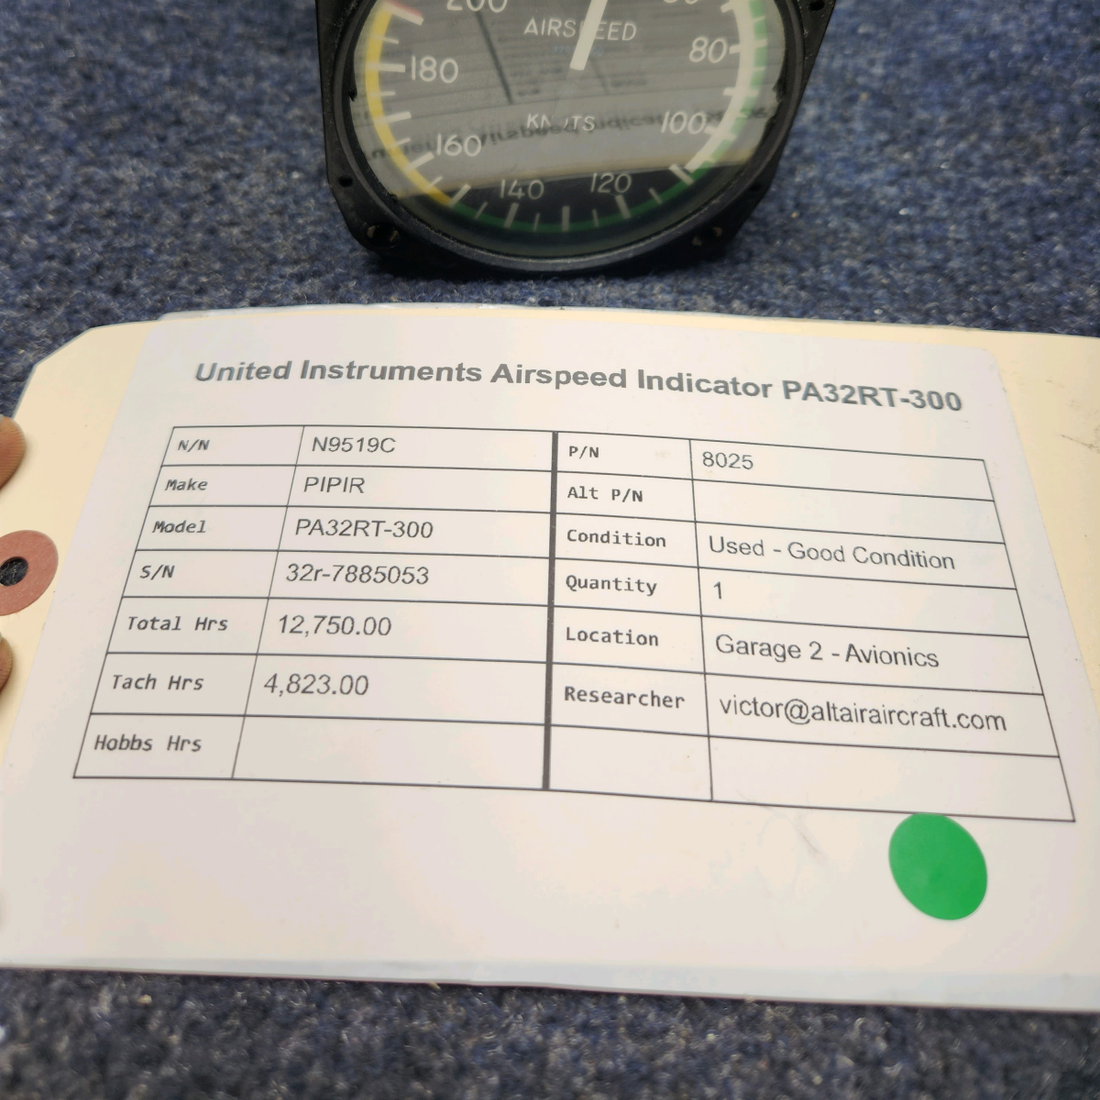 200
AIRSPEED
80
180
KNOTS
100
160
140
120
United Instruments Airspeed Indicator PA32RT-300
N/N N9519C P/N 8025
Make PIPIR Alt P/N
Model PA32RT-300 Condition Used - Good Condition
S/N 32r-7885053 Quantity 1
Total Hrs 12,750.00 Location Garage 2 - Avionics
Tach Hrs 4,823.00 Researcher victor@altairaircraft.com
Hobbs Hrs